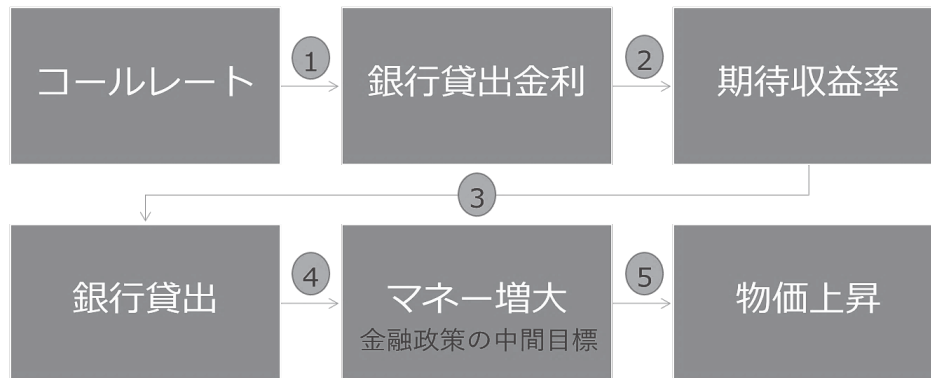 コールレート
1
銀行貸出金利
2
期待収益率
3
銀行貸出
4
マネー増大
金融政策の中間目標
5
物価上昇